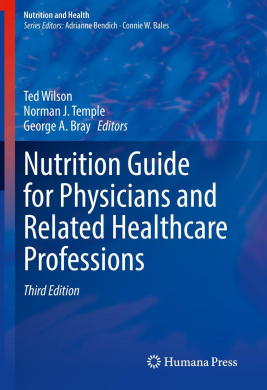 Nutrition and Health
Series Editors: Adrianne Bendich · Connie W. Bales
Ted Wilson
Norman J. Temple
George A. Bray Editors
Nutrition Guide
for Physicians and
Related Healthcare
Professions
Third Edition
Humana Press